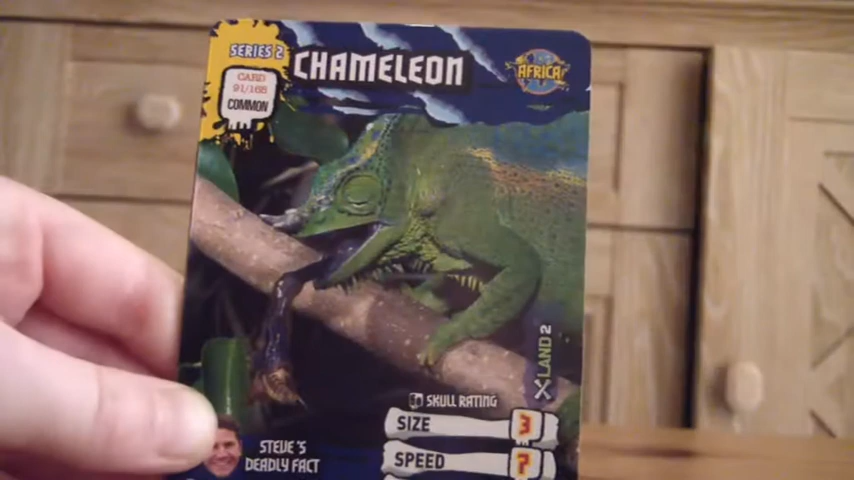 SERIES 2
CHAMELEON
AFRICA
CARD
91/165
COMMON
LAND 2
SKULL RATING
SIZE 3
SPEED 7
STEVE'S
DEADLY FACT